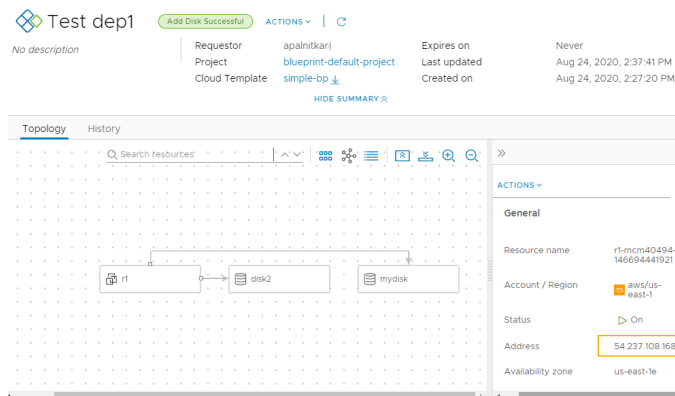 Test dep1
Add Disk Successful
ACTIONS
No description
Requestor apalnitkar
Expires on Never
Project blueprint-default-project
Last updated Aug 24, 2020, 2:37:41 PM
Cloud Template simple-bp
Created on Aug 24, 2020, 2:27:20 PM
HIDE SUMMARY
Topology History
Search resources
ACTIONS
General
Resource name r1-mcm40494-
146694441921
Account / Region aws/us-
east-1
Status On
Address 54.237.108.168
Availability zone us-east-1e
r1
disk2
mydisk